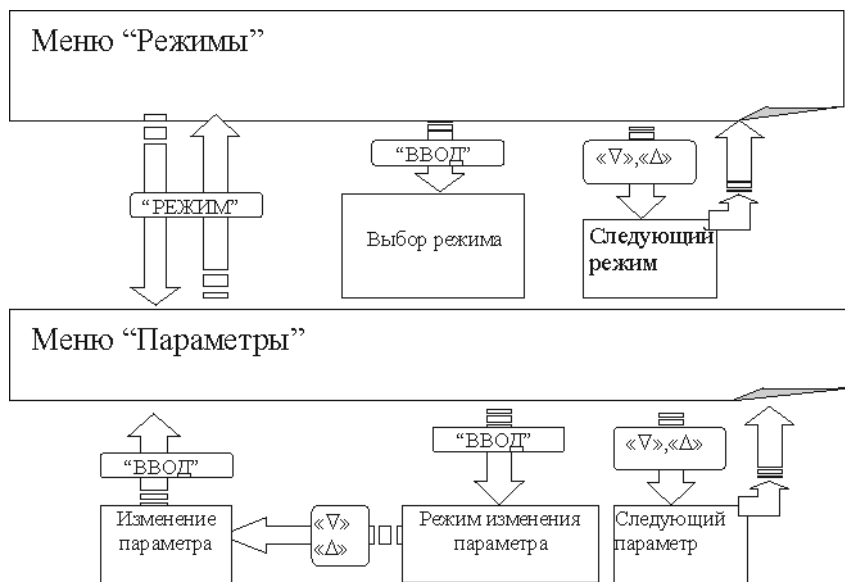 Меню “Режимы”
“ВВОД”
«∇»,«Δ»
“РЕЖИМ”
Выбор режима
Следующий
режим
Меню “Параметры”
“ВВОД”
“ВВОД”
«∇»,«Δ»
Изменение
параметра
«∇»
«Δ»
Режим изменения
параметра
Следующий
параметр